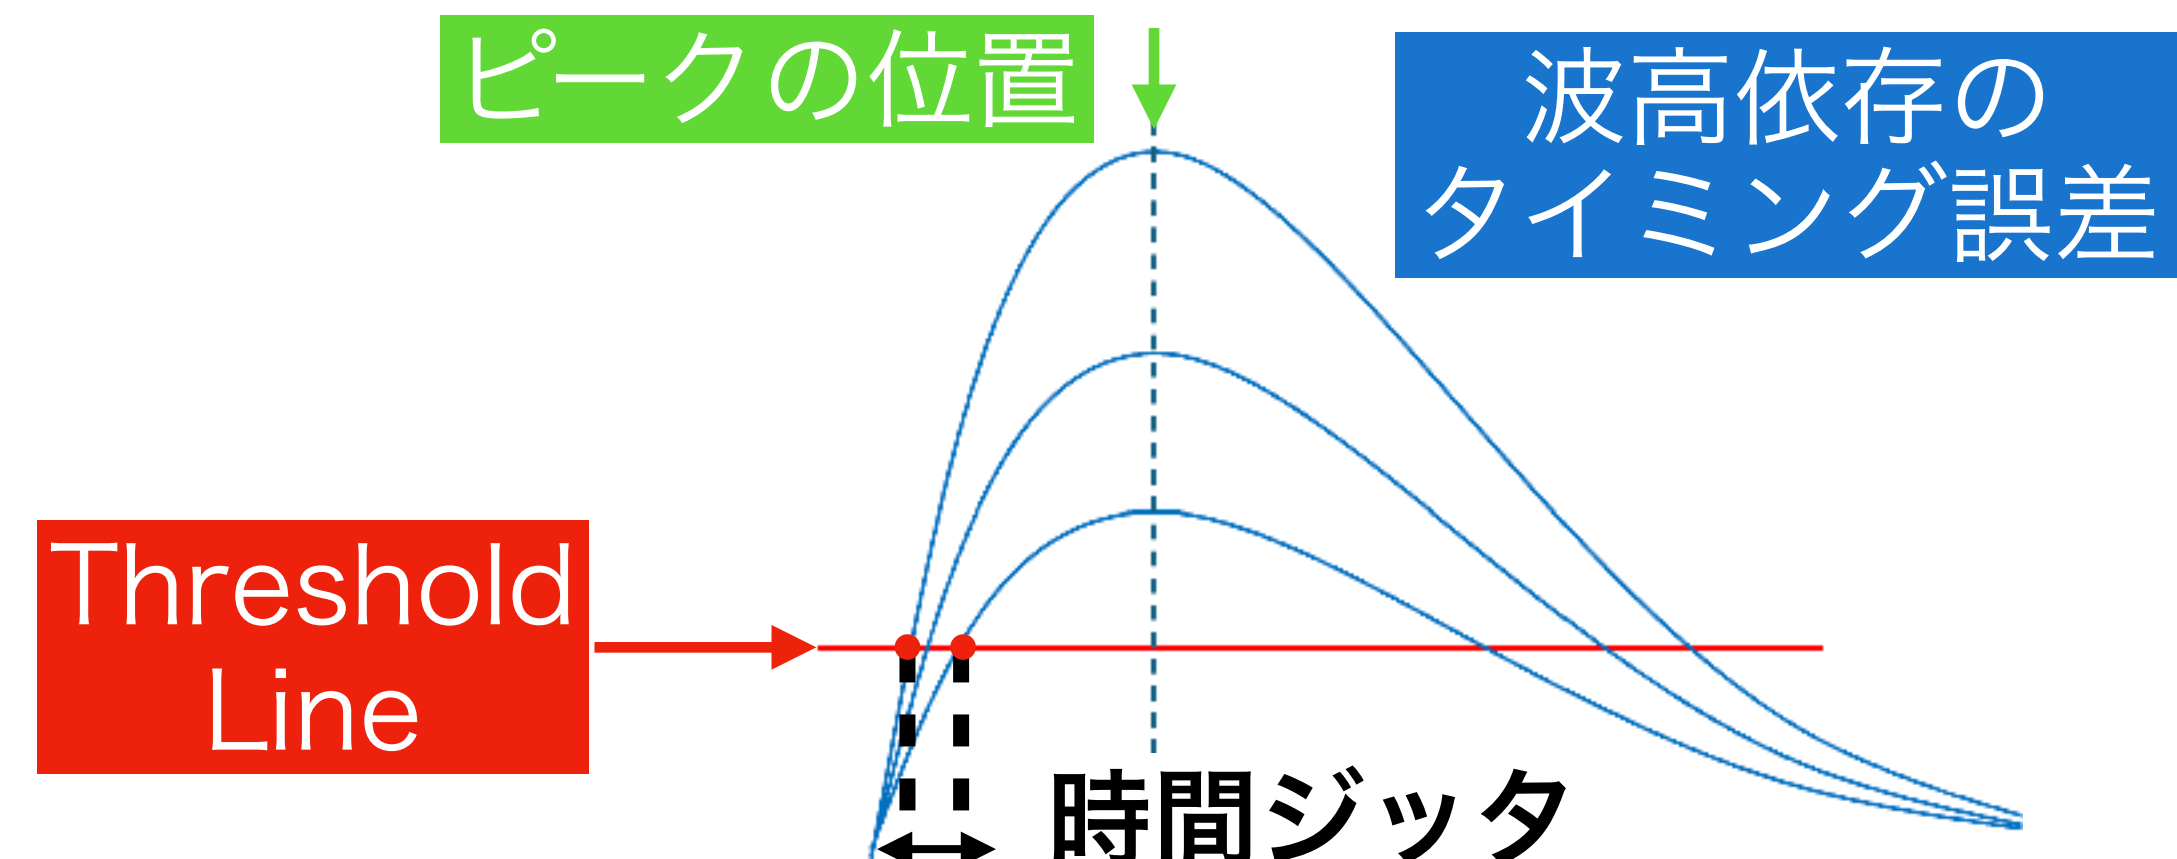 ピークの位置
波高依存の
タイミング誤差
Threshold
Line
時間ジッタ